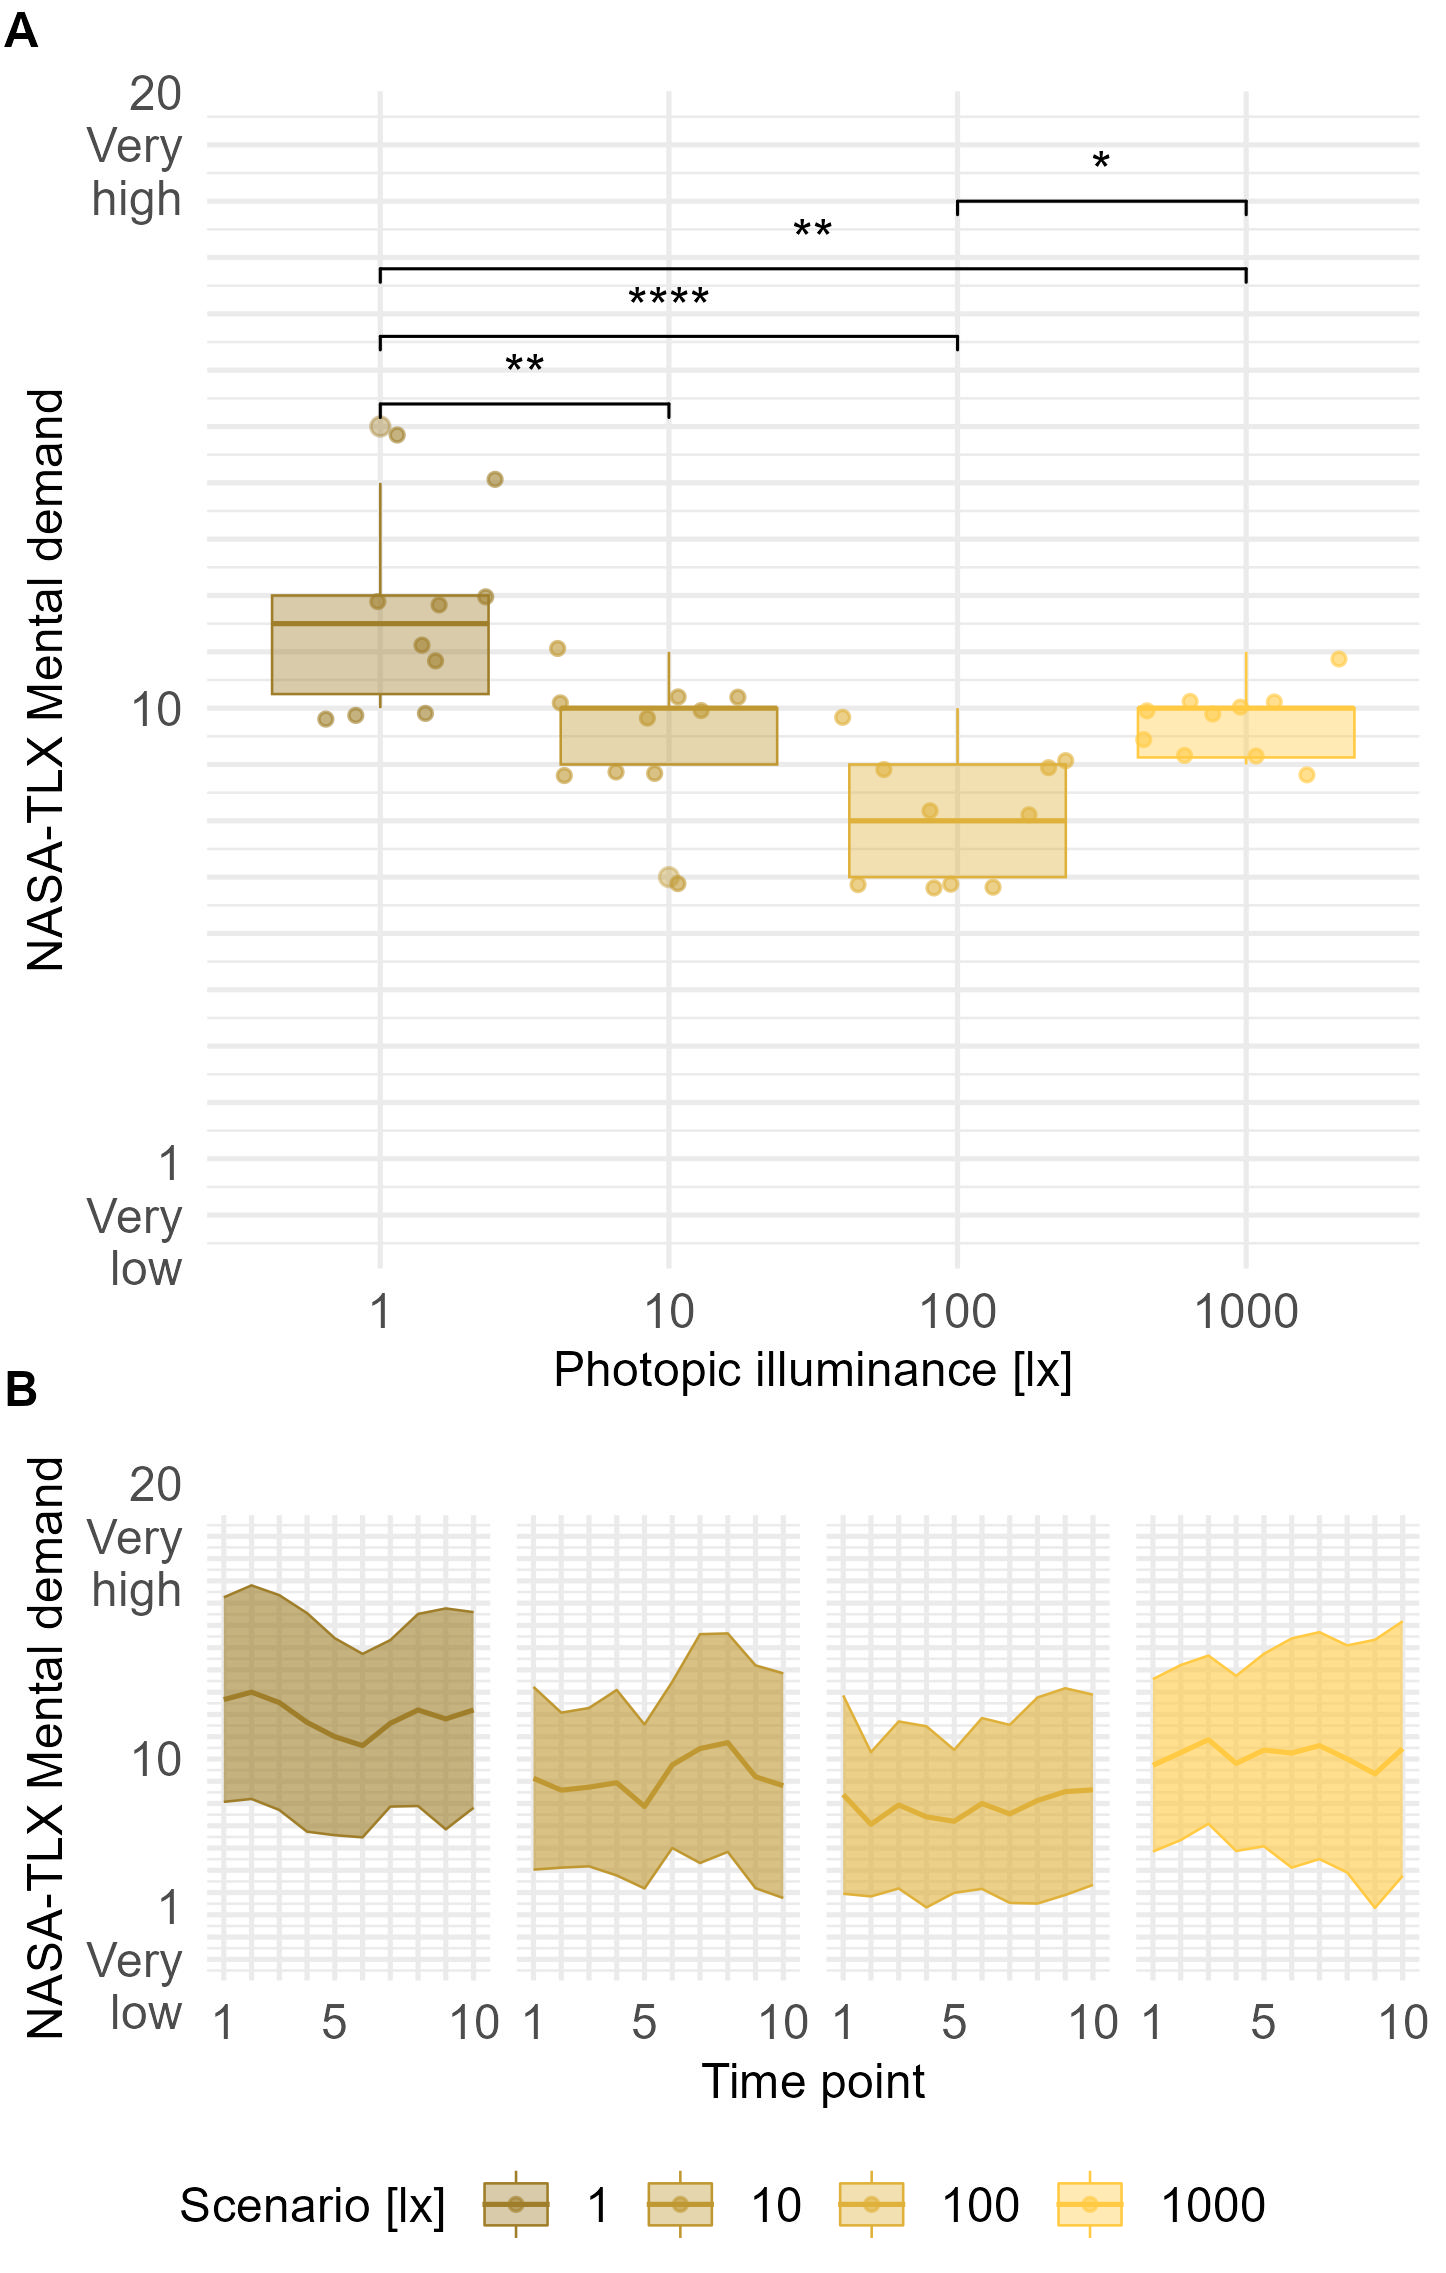 A
20
Very
high
*
**
****
**
NASA-TLX Mental demand
10
1
Very
low
1 10 100 1000
Photopic illuminance [lx]
B
NASA-TLX Mental demand
20
Very
high
10
1
Very
low
1 5 10 1 5 10 1 5 10 1 5 10
Time point
Scenario [lx] 1 10 100 1000